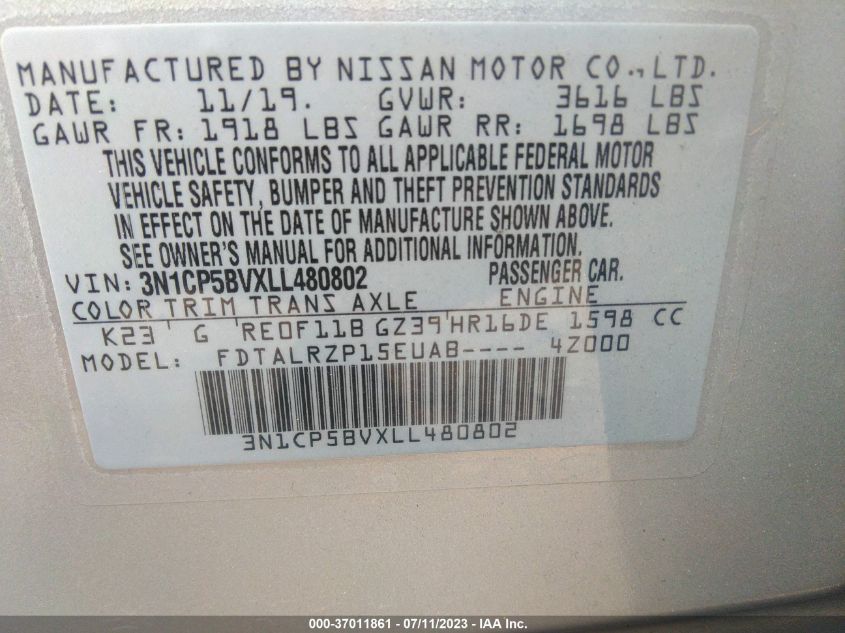 MANUFACTURED BY NISSAN MOTOR CO.,LTD.
DATE: 11/19. GVWR: 3616 LBS
GAWR FR: 1918 LBS GAWR RR: 1698 LBS
THIS VEHICLE CONFORMS TO ALL APPLICABLE FEDERAL MOTOR
VEHICLE SAFETY, BUMPER AND THEFT PREVENTION STANDARDS
IN EFFECT ON THE DATE OF MANUFACTURE SHOWN ABOVE.
SEE OWNER'S MANUAL FOR ADDITIONAL INFORMATION.
VIN: 3N1CP5BVXLL480802 PASSENGER CAR.
COLOR TRIM TRANS AXLE ENGINE
K23 G RE0F11B GZ39 HR16DE 1598 CC
MODEL: FDTALRZP15EUAB---- 4Z000
3N1CP5BVXLL480802
000-37011861 - 07/11/2023 - IAA Inc.